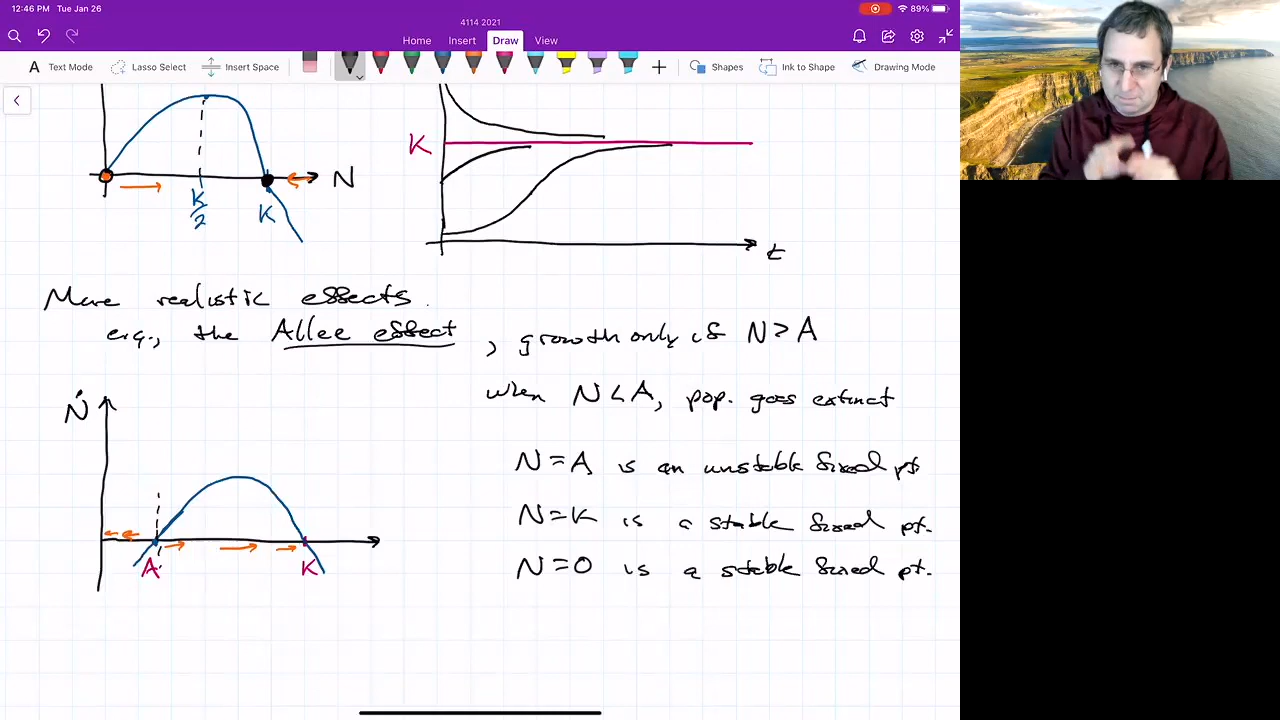 12:46 PM Tue Jan 26
89%
4114 2021
Home Insert Draw View
Text Mode Lasso Select Insert Space Shapes Ink to Shape Drawing Mode
K
N
K/2
K
t
More realistic effects.
e.g., the Allee effect, growth only if N > A
when N < A, pop. goes extinct
Ṅ
N = A is an unstable fixed pt
N = K is a stable fixed pt.
N = 0 is a stable fixed pt.
A
K